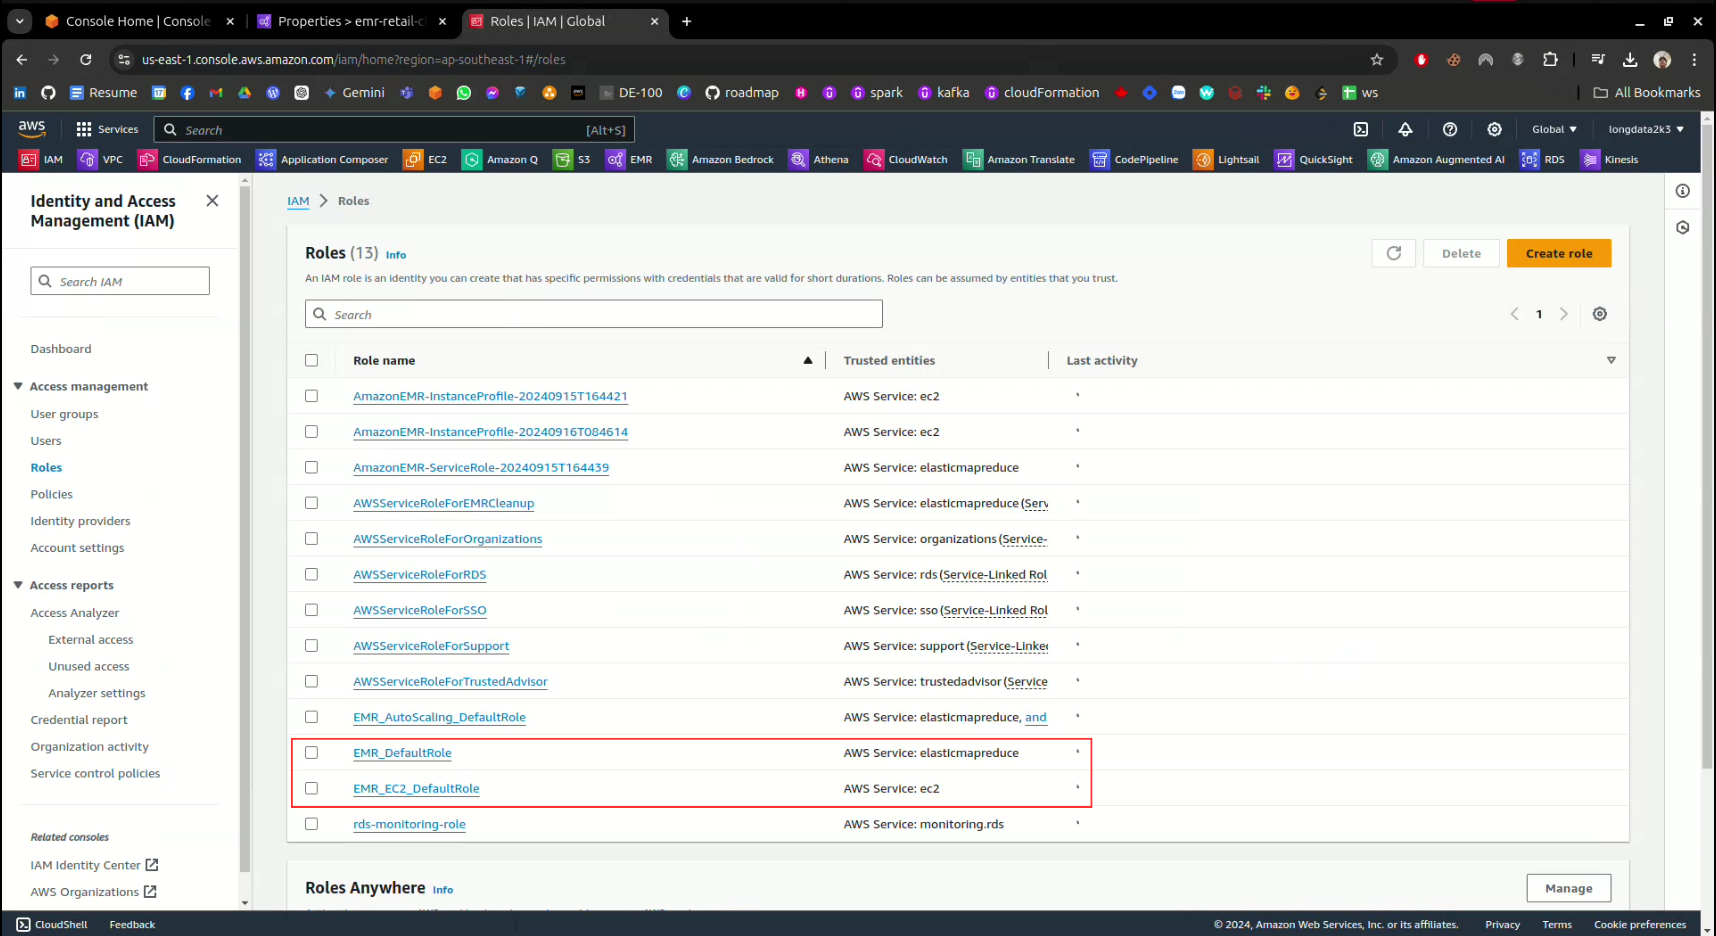 Console Home | Console
Properties > emr-retail-cl
Roles | IAM | Global
us-east-1.console.aws.amazon.com/iam/home?region=ap-southeast-1#/roles
Resume
Gemini
DE-100
roadmap
spark
kafka
cloudFormation
ws
All Bookmarks
aws
Services
Search
[Alt+S]
Global
longdata2k3
IAM
VPC
CloudFormation
Application Composer
EC2
Amazon Q
S3
EMR
Amazon Bedrock
Athena
CloudWatch
Amazon Translate
CodePipeline
Lightsail
QuickSight
Amazon Augmented AI
RDS
Kinesis
Identity and Access
Management (IAM)
Search IAM
Dashboard
Access management
User groups
Users
Roles
Policies
Identity providers
Account settings
Access reports
Access Analyzer
External access
Unused access
Analyzer settings
Credential report
Organization activity
Service control policies
Related consoles
IAM Identity Center
AWS Organizations
IAM > Roles
Roles (13) Info
Delete
Create role
An IAM role is an identity you can create that has specific permissions with credentials that are valid for short durations. Roles can be assumed by entities that you trust.
Search
1
Role name Trusted entities Last activity
AmazonEMR-InstanceProfile-20240915T164421 AWS Service: ec2
AmazonEMR-InstanceProfile-20240916T084614 AWS Service: ec2
AmazonEMR-ServiceRole-20240915T164439 AWS Service: elasticmapreduce
AWSServiceRoleForEMRCleanup AWS Service: elasticmapreduce (Serv
AWSServiceRoleForOrganizations AWS Service: organizations (Service-
AWSServiceRoleForRDS AWS Service: rds (Service-Linked Rol
AWSServiceRoleForSSO AWS Service: sso (Service-Linked Rol
AWSServiceRoleForSupport AWS Service: support (Service-Linked
AWSServiceRoleForTrustedAdvisor AWS Service: trustedadvisor (Service
EMR_AutoScaling_DefaultRole AWS Service: elasticmapreduce, and
EMR_DefaultRole AWS Service: elasticmapreduce
EMR_EC2_DefaultRole AWS Service: ec2
rds-monitoring-role AWS Service: monitoring.rds
Roles Anywhere Info
Manage
CloudShell
Feedback
© 2024, Amazon Web Services, Inc. or its affiliates.
Privacy
Terms
Cookie preferences